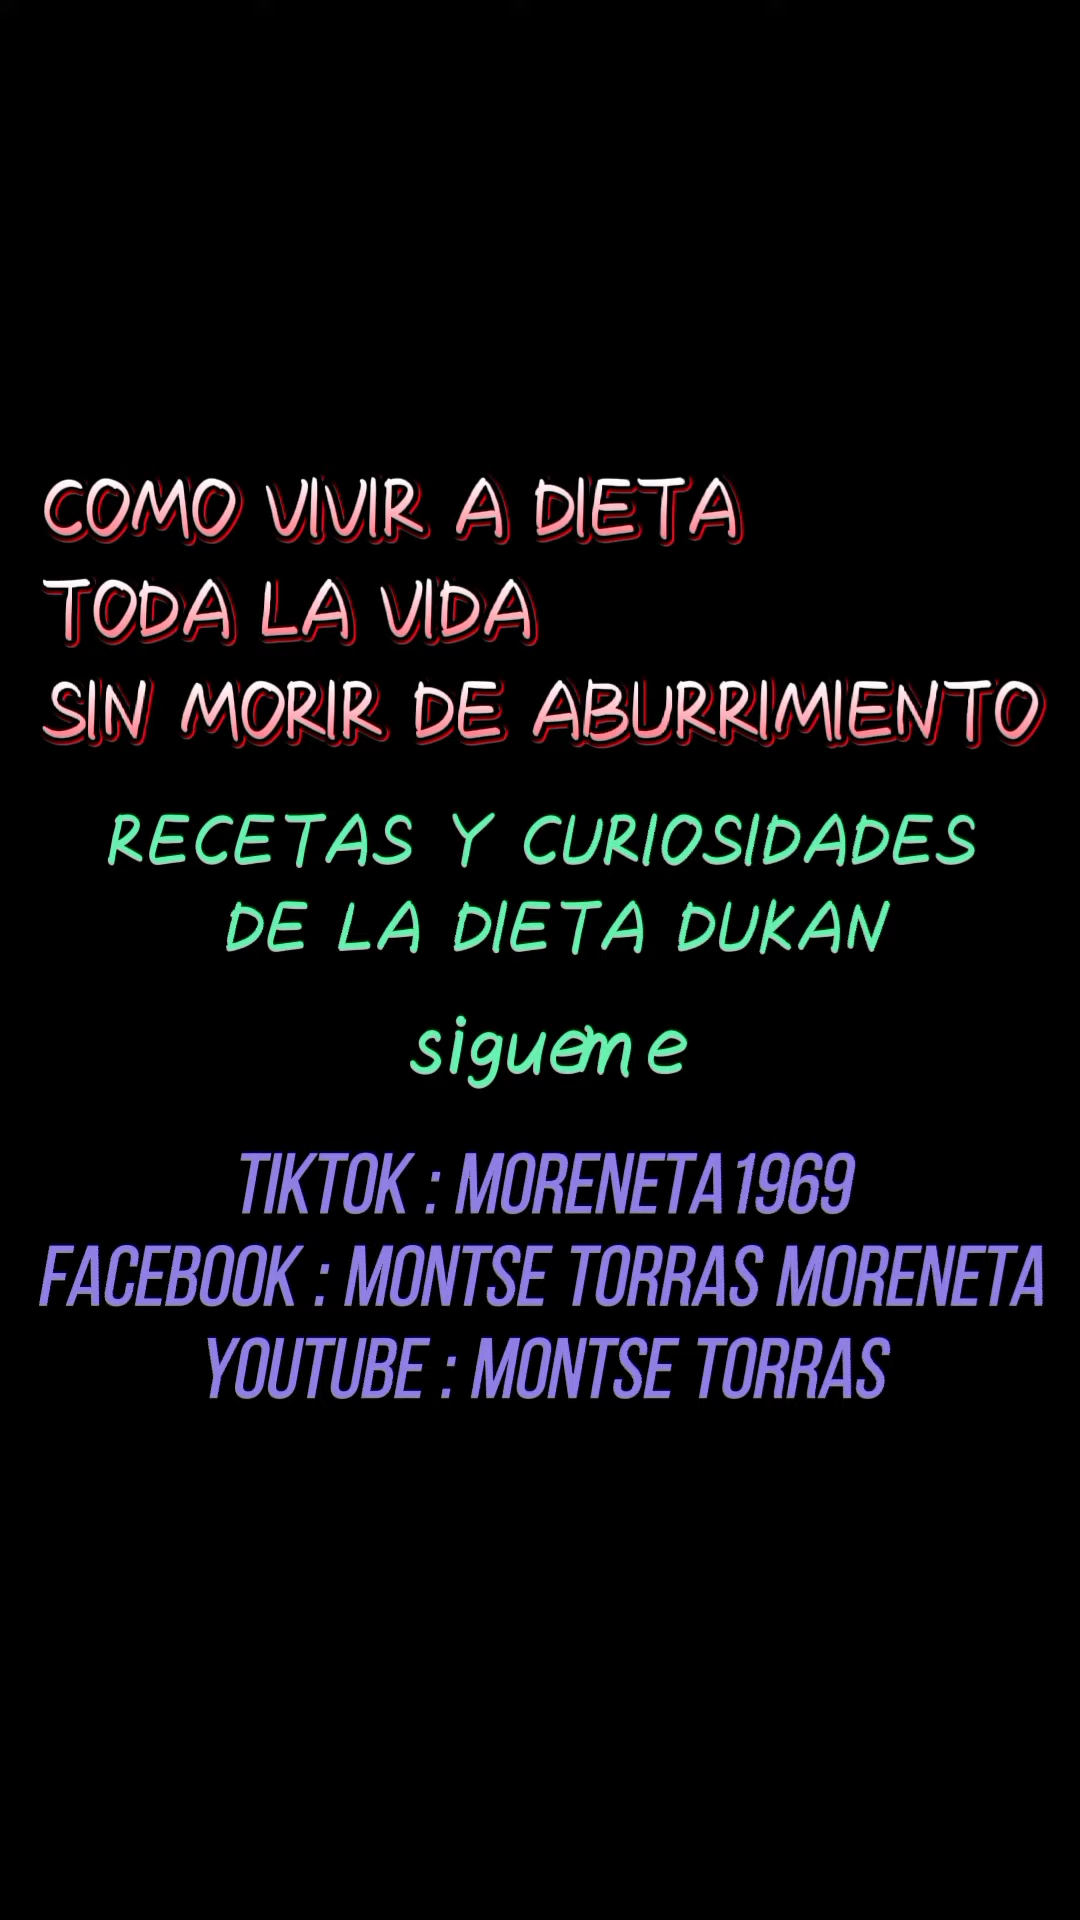 COMO VIVIR A DIETA
TODA LA VIDA
SIN MORIR DE ABURRIMIENTO
RECETAS Y CURIOSIDADES
DE LA DIETA DUKAN
sigueme
TIKTOK : MORENETA1969
FACEBOOK : MONTSE TORRAS MORENETA
YOUTUBE : MONTSE TORRAS